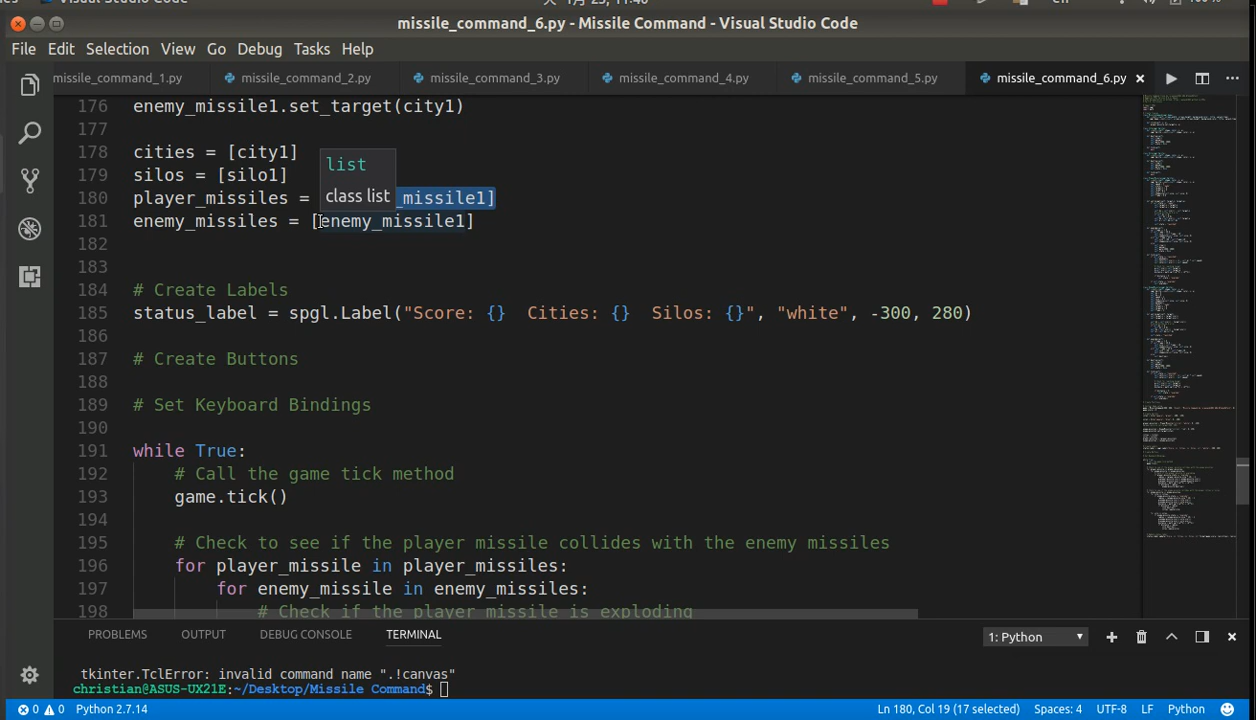 missile_command_6.py - Missile Command - Visual Studio Code
File Edit Selection View Go Debug Tasks Help
missile_command_1.py missile_command_2.py missile_command_3.py missile_command_4.py missile_command_5.py missile_command_6.py
176 enemy_missile1.set_target(city1)
177
178 cities = [city1]
179 silos = [silo1]
list
class list
180 player_missiles = _missile1]
181 enemy_missiles = [enemy_missile1]
182
183
184 # Create Labels
185 status_label = spgl.Label("Score: {}  Cities: {}  Silos: {}", "white", -300, 280)
186
187 # Create Buttons
188
189 # Set Keyboard Bindings
190
191 while True:
192 # Call the game tick method
193 game.tick()
194
195 # Check to see if the player missile collides with the enemy missiles
196 for player_missile in player_missiles:
197 for enemy_missile in enemy_missiles:
198 # Check if the player missile is exploding
PROBLEMS OUTPUT DEBUG CONSOLE TERMINAL 1: Python
tkinter.TclError: invalid command name ".!canvas"
christian@ASUS-UX21E:~/Desktop/Missile Command$
0 0 Python 2.7.14 Ln 180, Col 19 (17 selected) Spaces: 4 UTF-8 LF Python